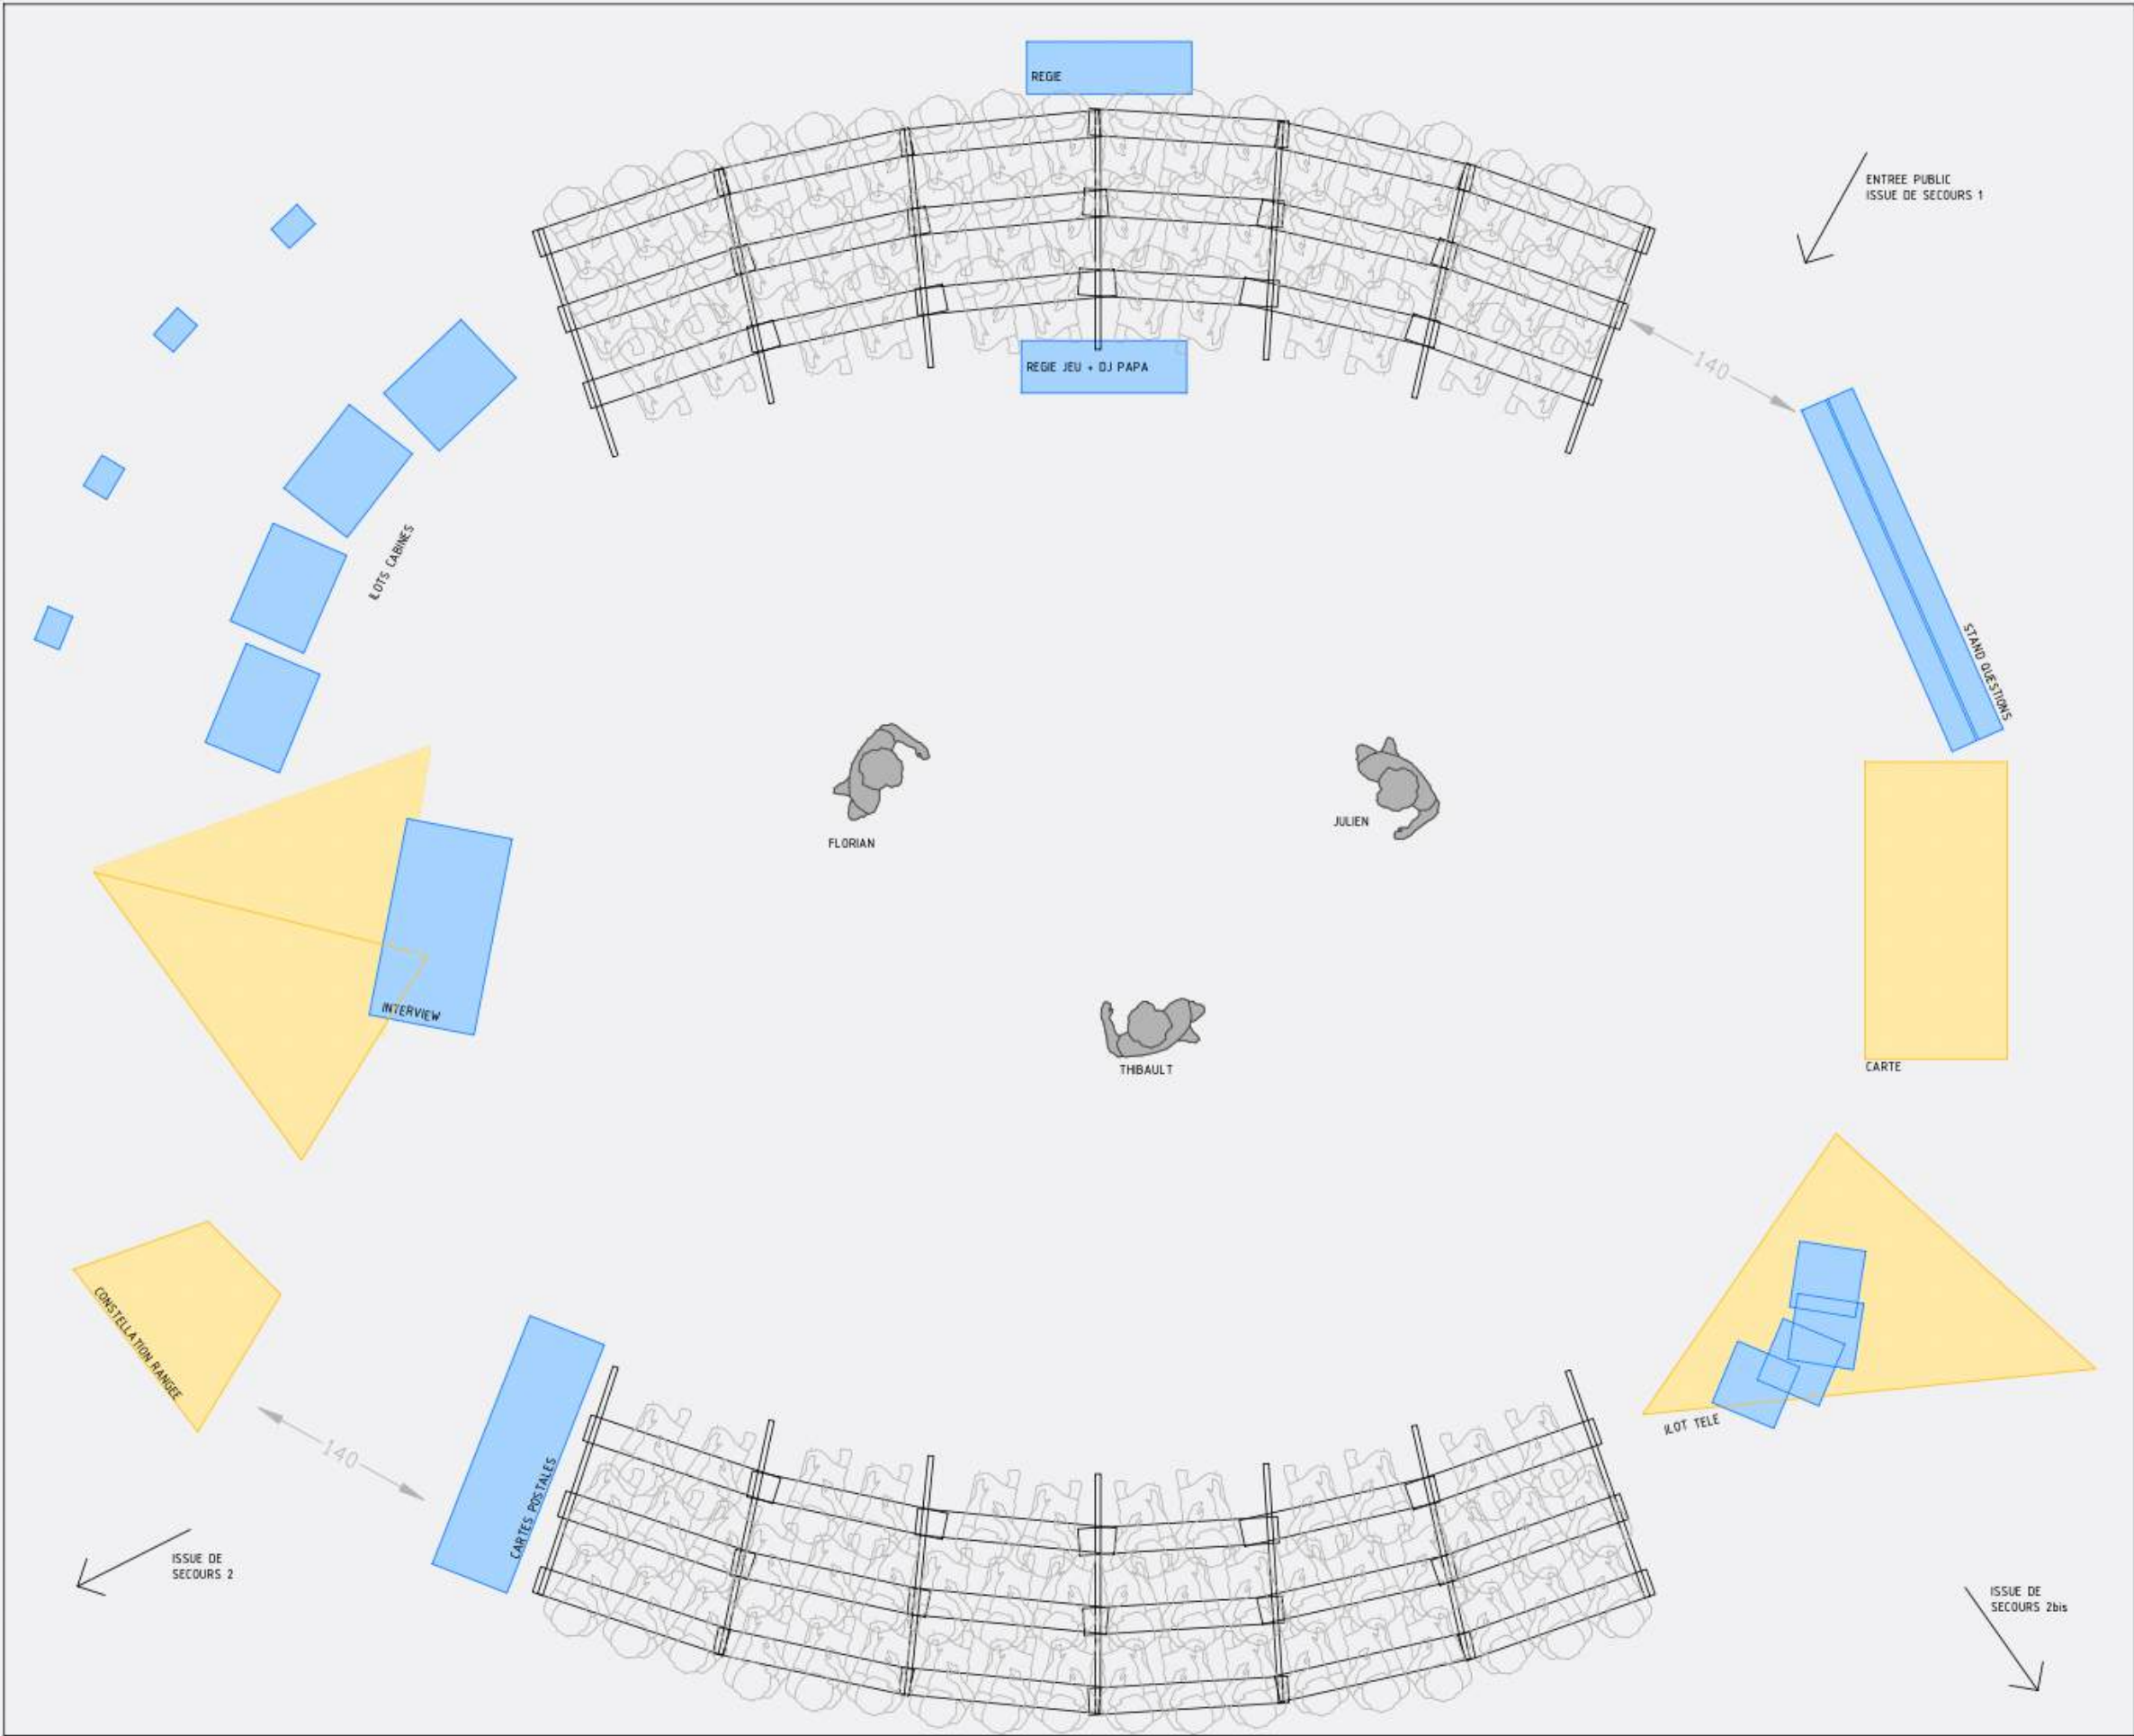 REGIE
ENTREE PUBLIC
ISSUE DE SECOURS 1
REGIE JEU + DJ PAPA
140
ILOTS CABINES
STAND QUESTIONS
FLORIAN
JULIEN
INTERVIEW
THIBAULT
CARTE
CONSTELLATION RANGEE
ILOT TELE
140
CARTES POSTALES
ISSUE DE
SECOURS 2
ISSUE DE
SECOURS 2bis